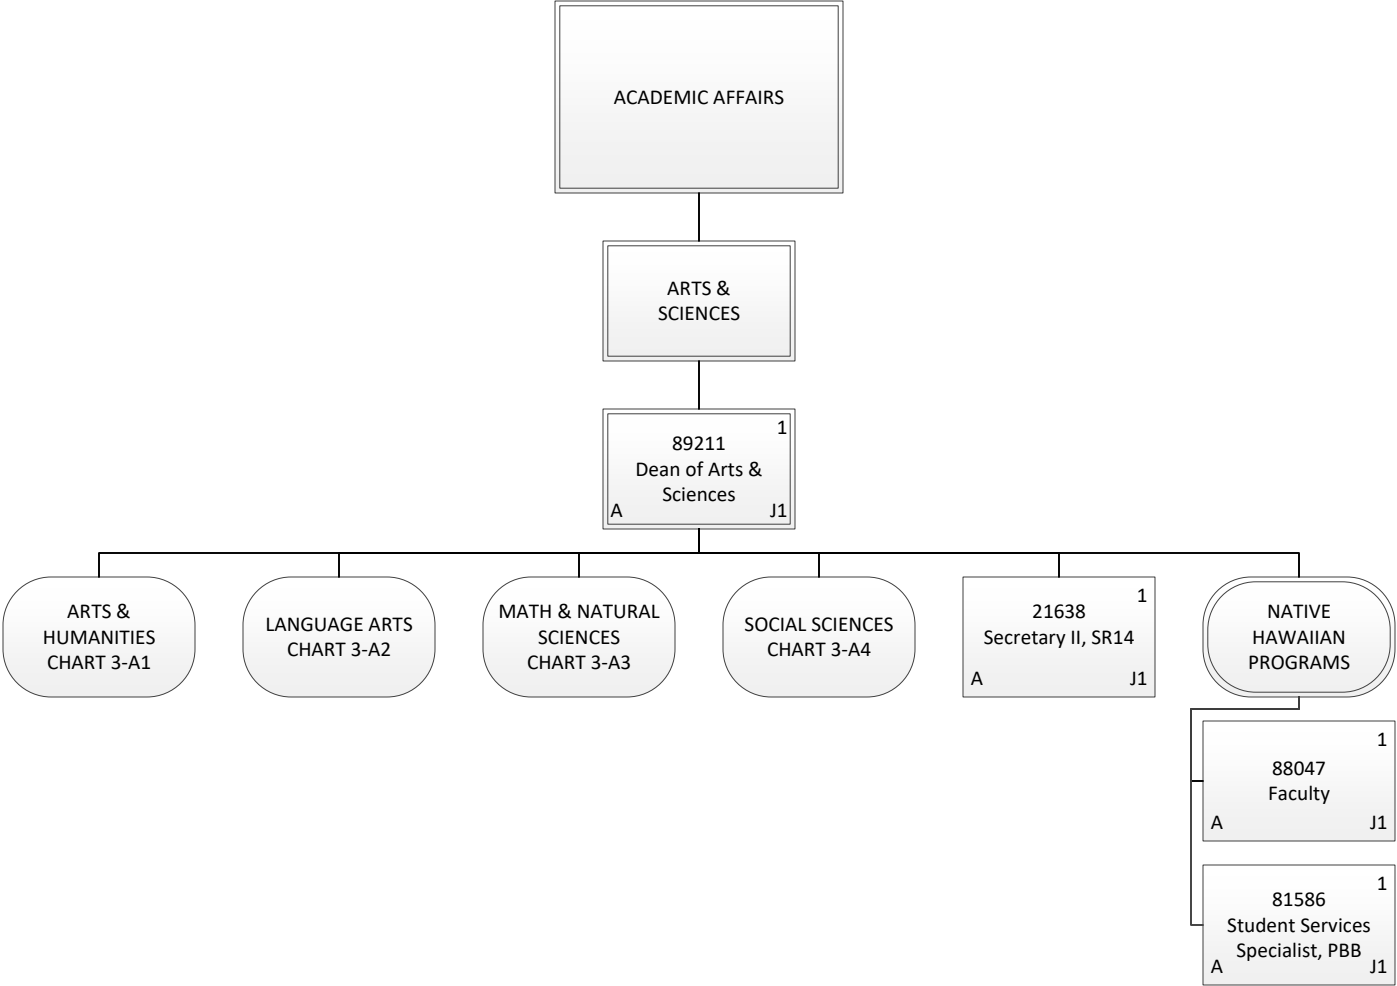 ACADEMIC AFFAIRS
ARTS &
SCIENCES
1
89211
Dean of Arts &
Sciences
A J1
ARTS &
HUMANITIES
CHART 3-A1
LANGUAGE ARTS
CHART 3-A2
MATH & NATURAL
SCIENCES
CHART 3-A3
SOCIAL SCIENCES
CHART 3-A4
1
21638
Secretary II, SR14
A J1
NATIVE
HAWAIIAN
PROGRAMS
1
88047
Faculty
A J1
1
81586
Student Services
Specialist, PBB
A J1